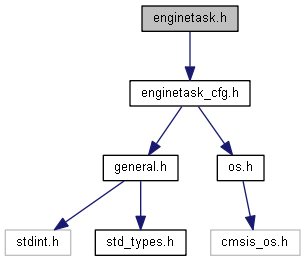 enginetask.h
enginetask_cfg.h
general.h
os.h
stdint.h
std_types.h
cmsis_os.h